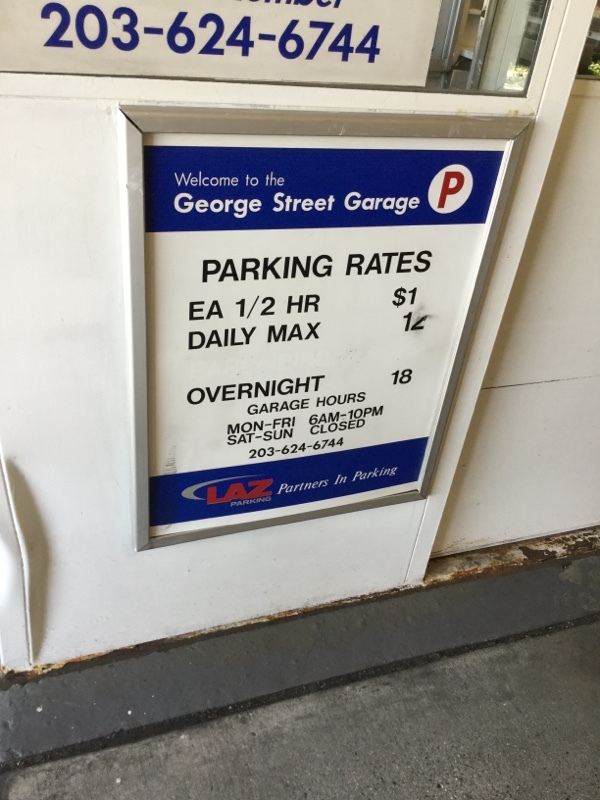 203-624-6744
Welcome to the
George Street Garage P
PARKING RATES
EA 1/2 HR $1
DAILY MAX 12
OVERNIGHT 18
GARAGE HOURS
MON-FRI 6AM-10PM
SAT-SUN CLOSED
203-624-6744
LAZ PARKING Partners In Parking